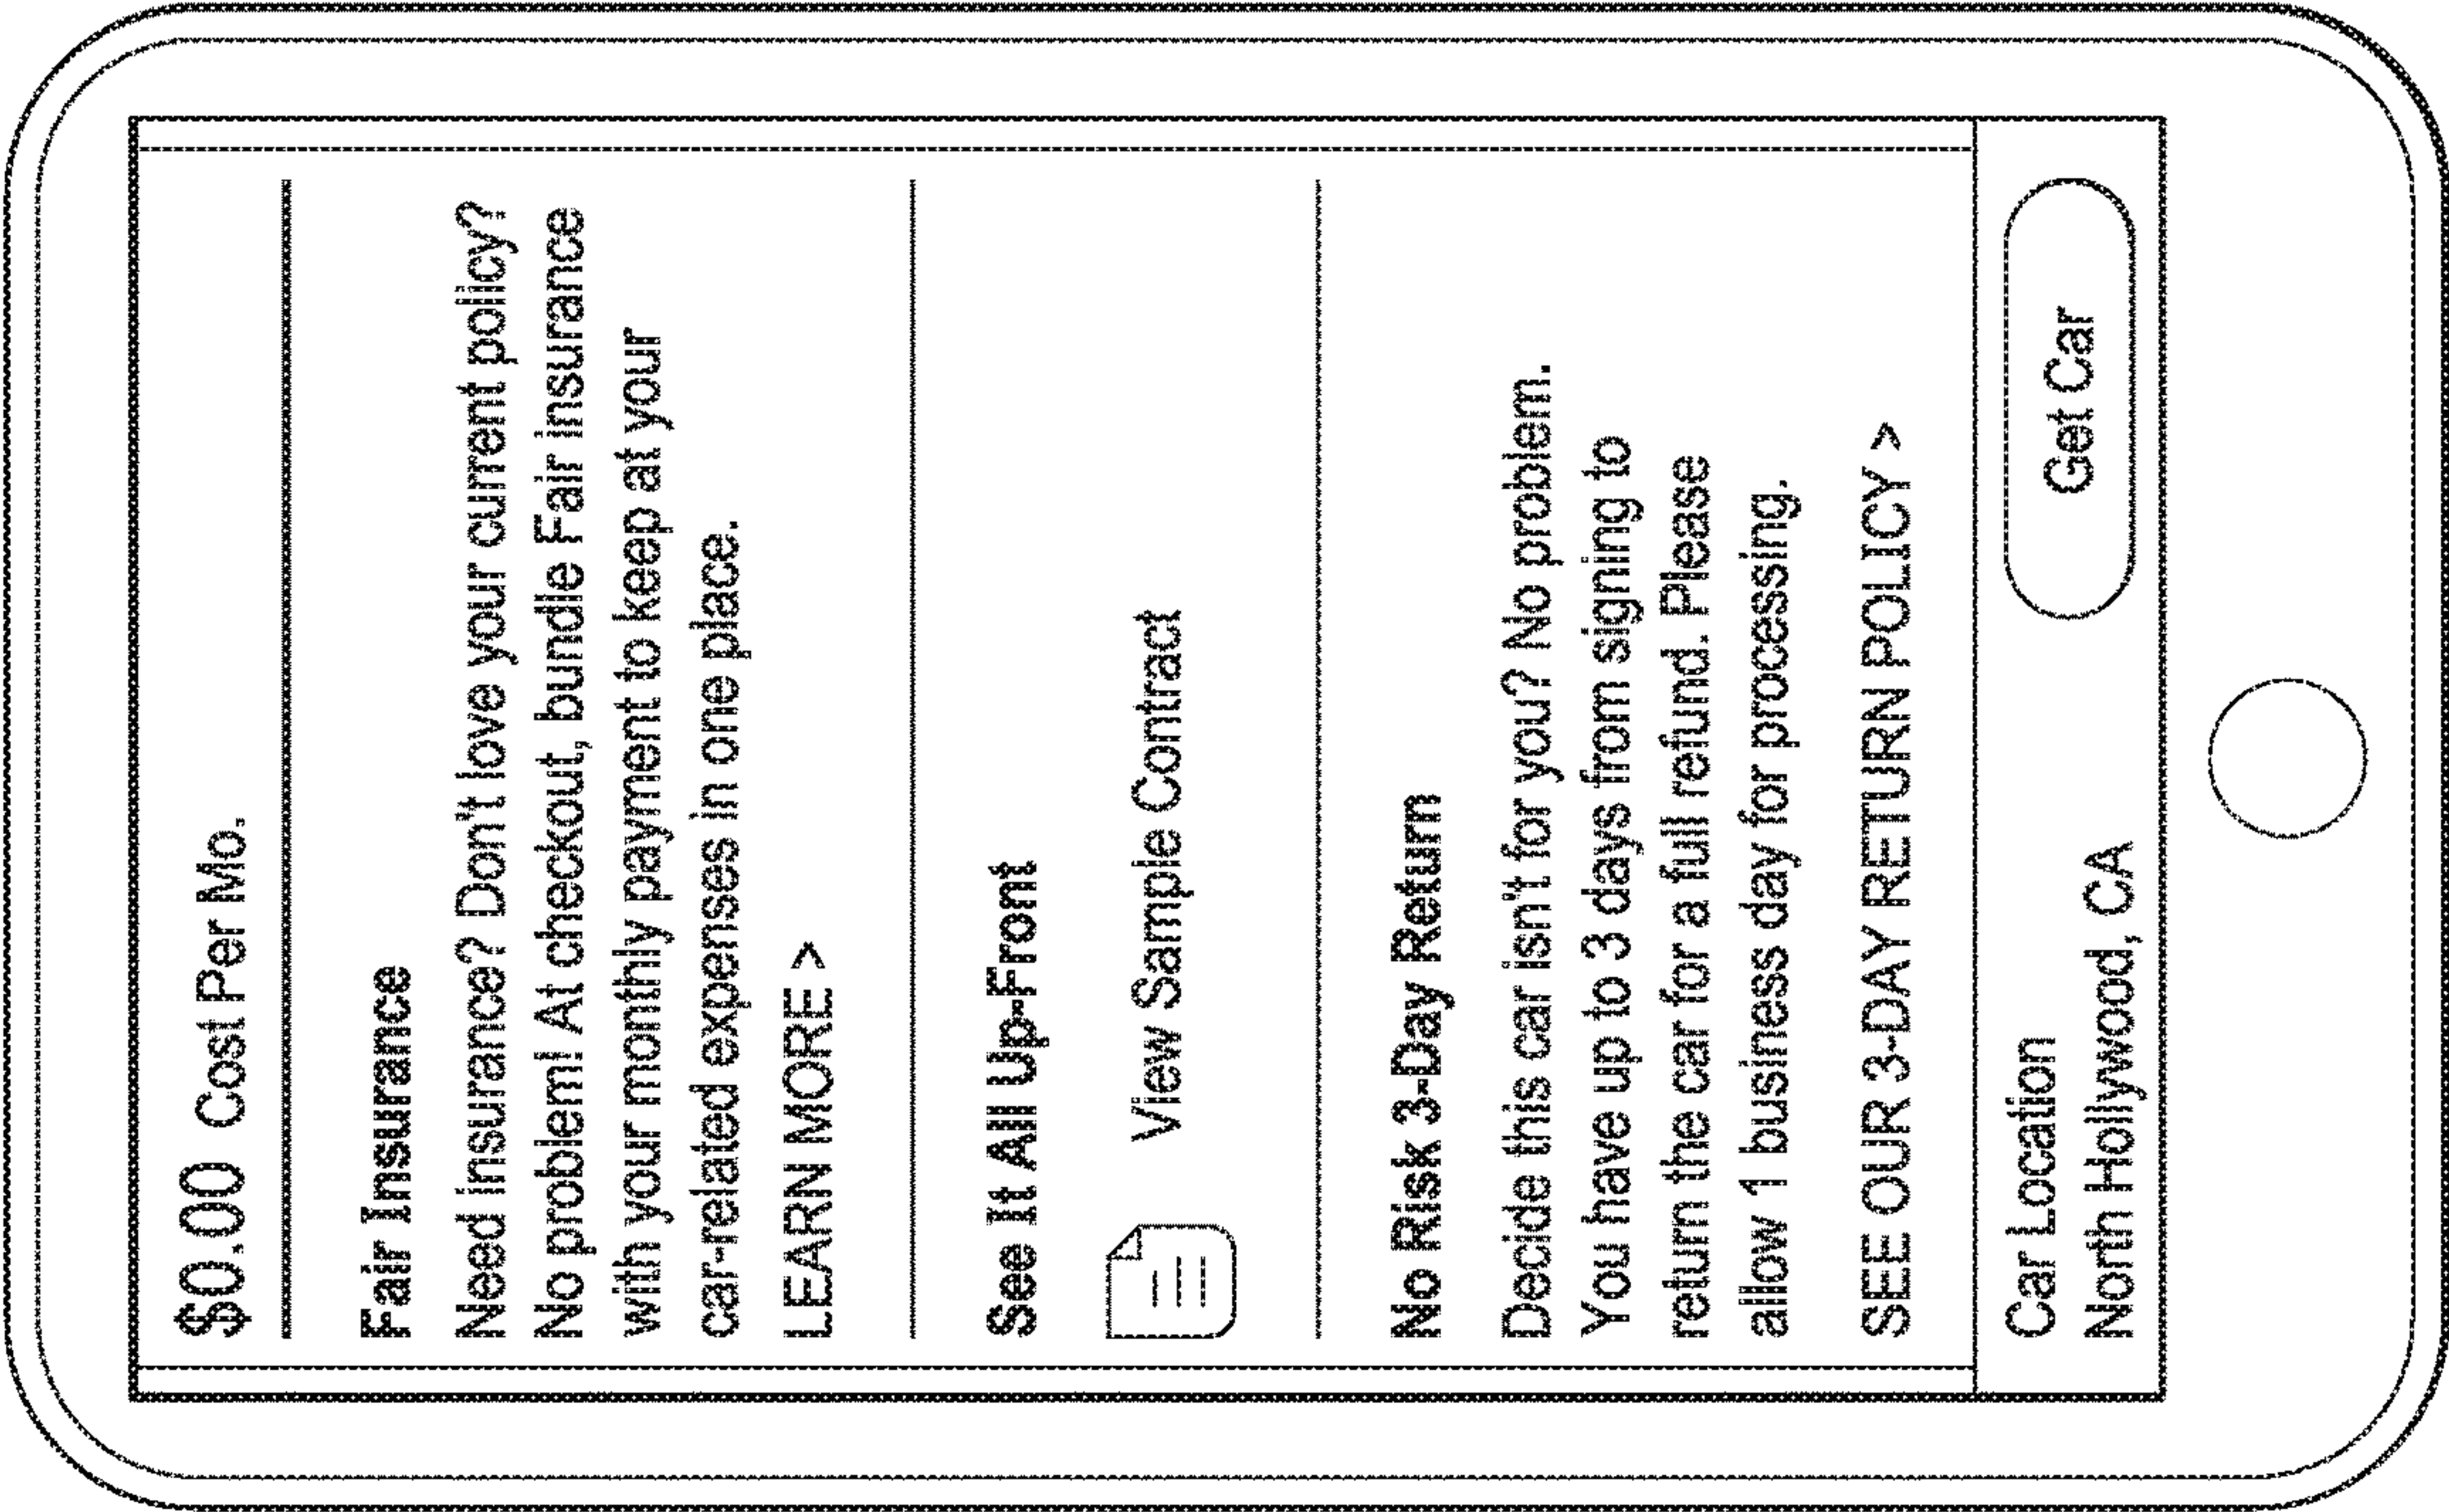 $0.00 Cost Per Mo.
Fair Insurance
Need insurance? Don't love your current policy?
No problem! At checkout, bundle Fair insurance
with your monthly payment to keep at your
car-related expenses in one place.
LEARN MORE >
See It All Up-Front
View Sample Contract
No Risk 3-Day Return
Decide this car isn't for you? No problem.
You have up to 3 days from signing to
return the car for a full refund. Please
allow 1 business day for processing.
SEE OUR 3-DAY RETURN POLICY >
Car Location
North Hollywood, CA
Get Car